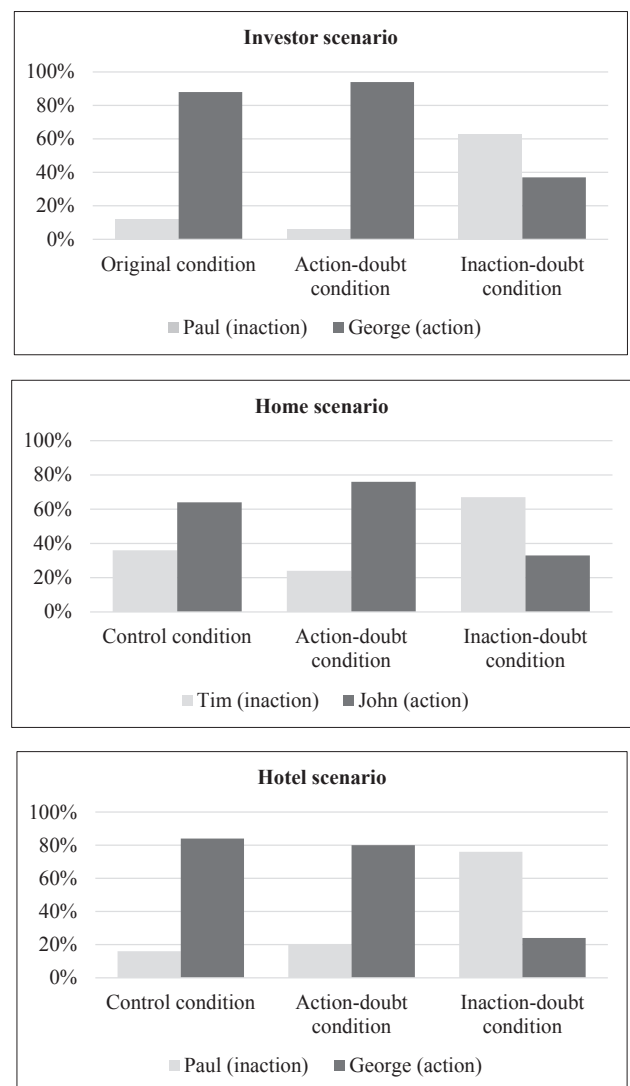 Investor scenario
100%
80%
60%
40%
20%
0%
Original condition
Action-doubt
condition
Inaction-doubt
condition
Paul (inaction)
George (action)
Home scenario
100%
80%
60%
40%
20%
0%
Control condition
Action-doubt
condition
Inaction-doubt
condition
Tim (inaction)
John (action)
Hotel scenario
100%
80%
60%
40%
20%
0%
Control condition
Action-doubt
condition
Inaction-doubt
condition
Paul (inaction)
George (action)